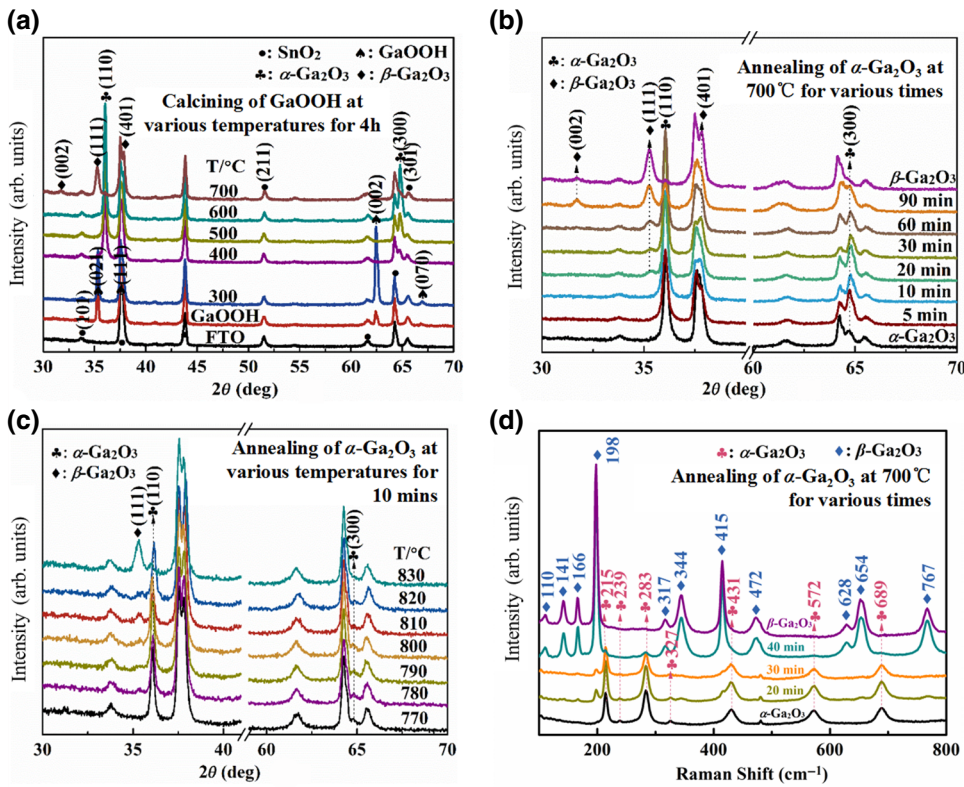 (a)
●: SnO2 ♠: GaOOH
♣: α-Ga2O3 ♦: β-Ga2O3
Calcining of GaOOH at
various temperatures for 4h
(002)
(111)
(110)
(401)
(211)
(300)
(301)
(002)
T/°C
700
600
500
400
300
GaOOH
FTO
(021)
(111)
(101)
(070)
Intensity (arb. units)
30 35 40 45 50 55 60 65 70
2θ (deg)
(b)
♣: α-Ga2O3
♦: β-Ga2O3
Annealing of α-Ga2O3 at
700℃ for various times
(002)
(111)
(110)
(401)
(300)
β-Ga2O3
90 min
60 min
30 min
20 min
10 min
5 min
α-Ga2O3
Intensity (arb. units)
30 35 60 65 70
2θ (deg)
(c)
♣: α-Ga2O3
♦: β-Ga2O3
Annealing of α-Ga2O3 at
various temperatures for
10 mins
(111)
(110)
(300)
T/°C
830
820
810
800
790
780
770
Intensity (arb. units)
30 35 40 60 65 70
2θ (deg)
(d)
♣: α-Ga2O3 ♦: β-Ga2O3
Annealing of α-Ga2O3 at 700℃
for various times
110
141
166
198
215
239
283
317
327
344
415
431
472
572
628
654
689
767
β-Ga2O3
40 min
30 min
20 min
α-Ga2O3
Intensity (arb. units)
200 400 600 800
Raman Shift (cm⁻¹)